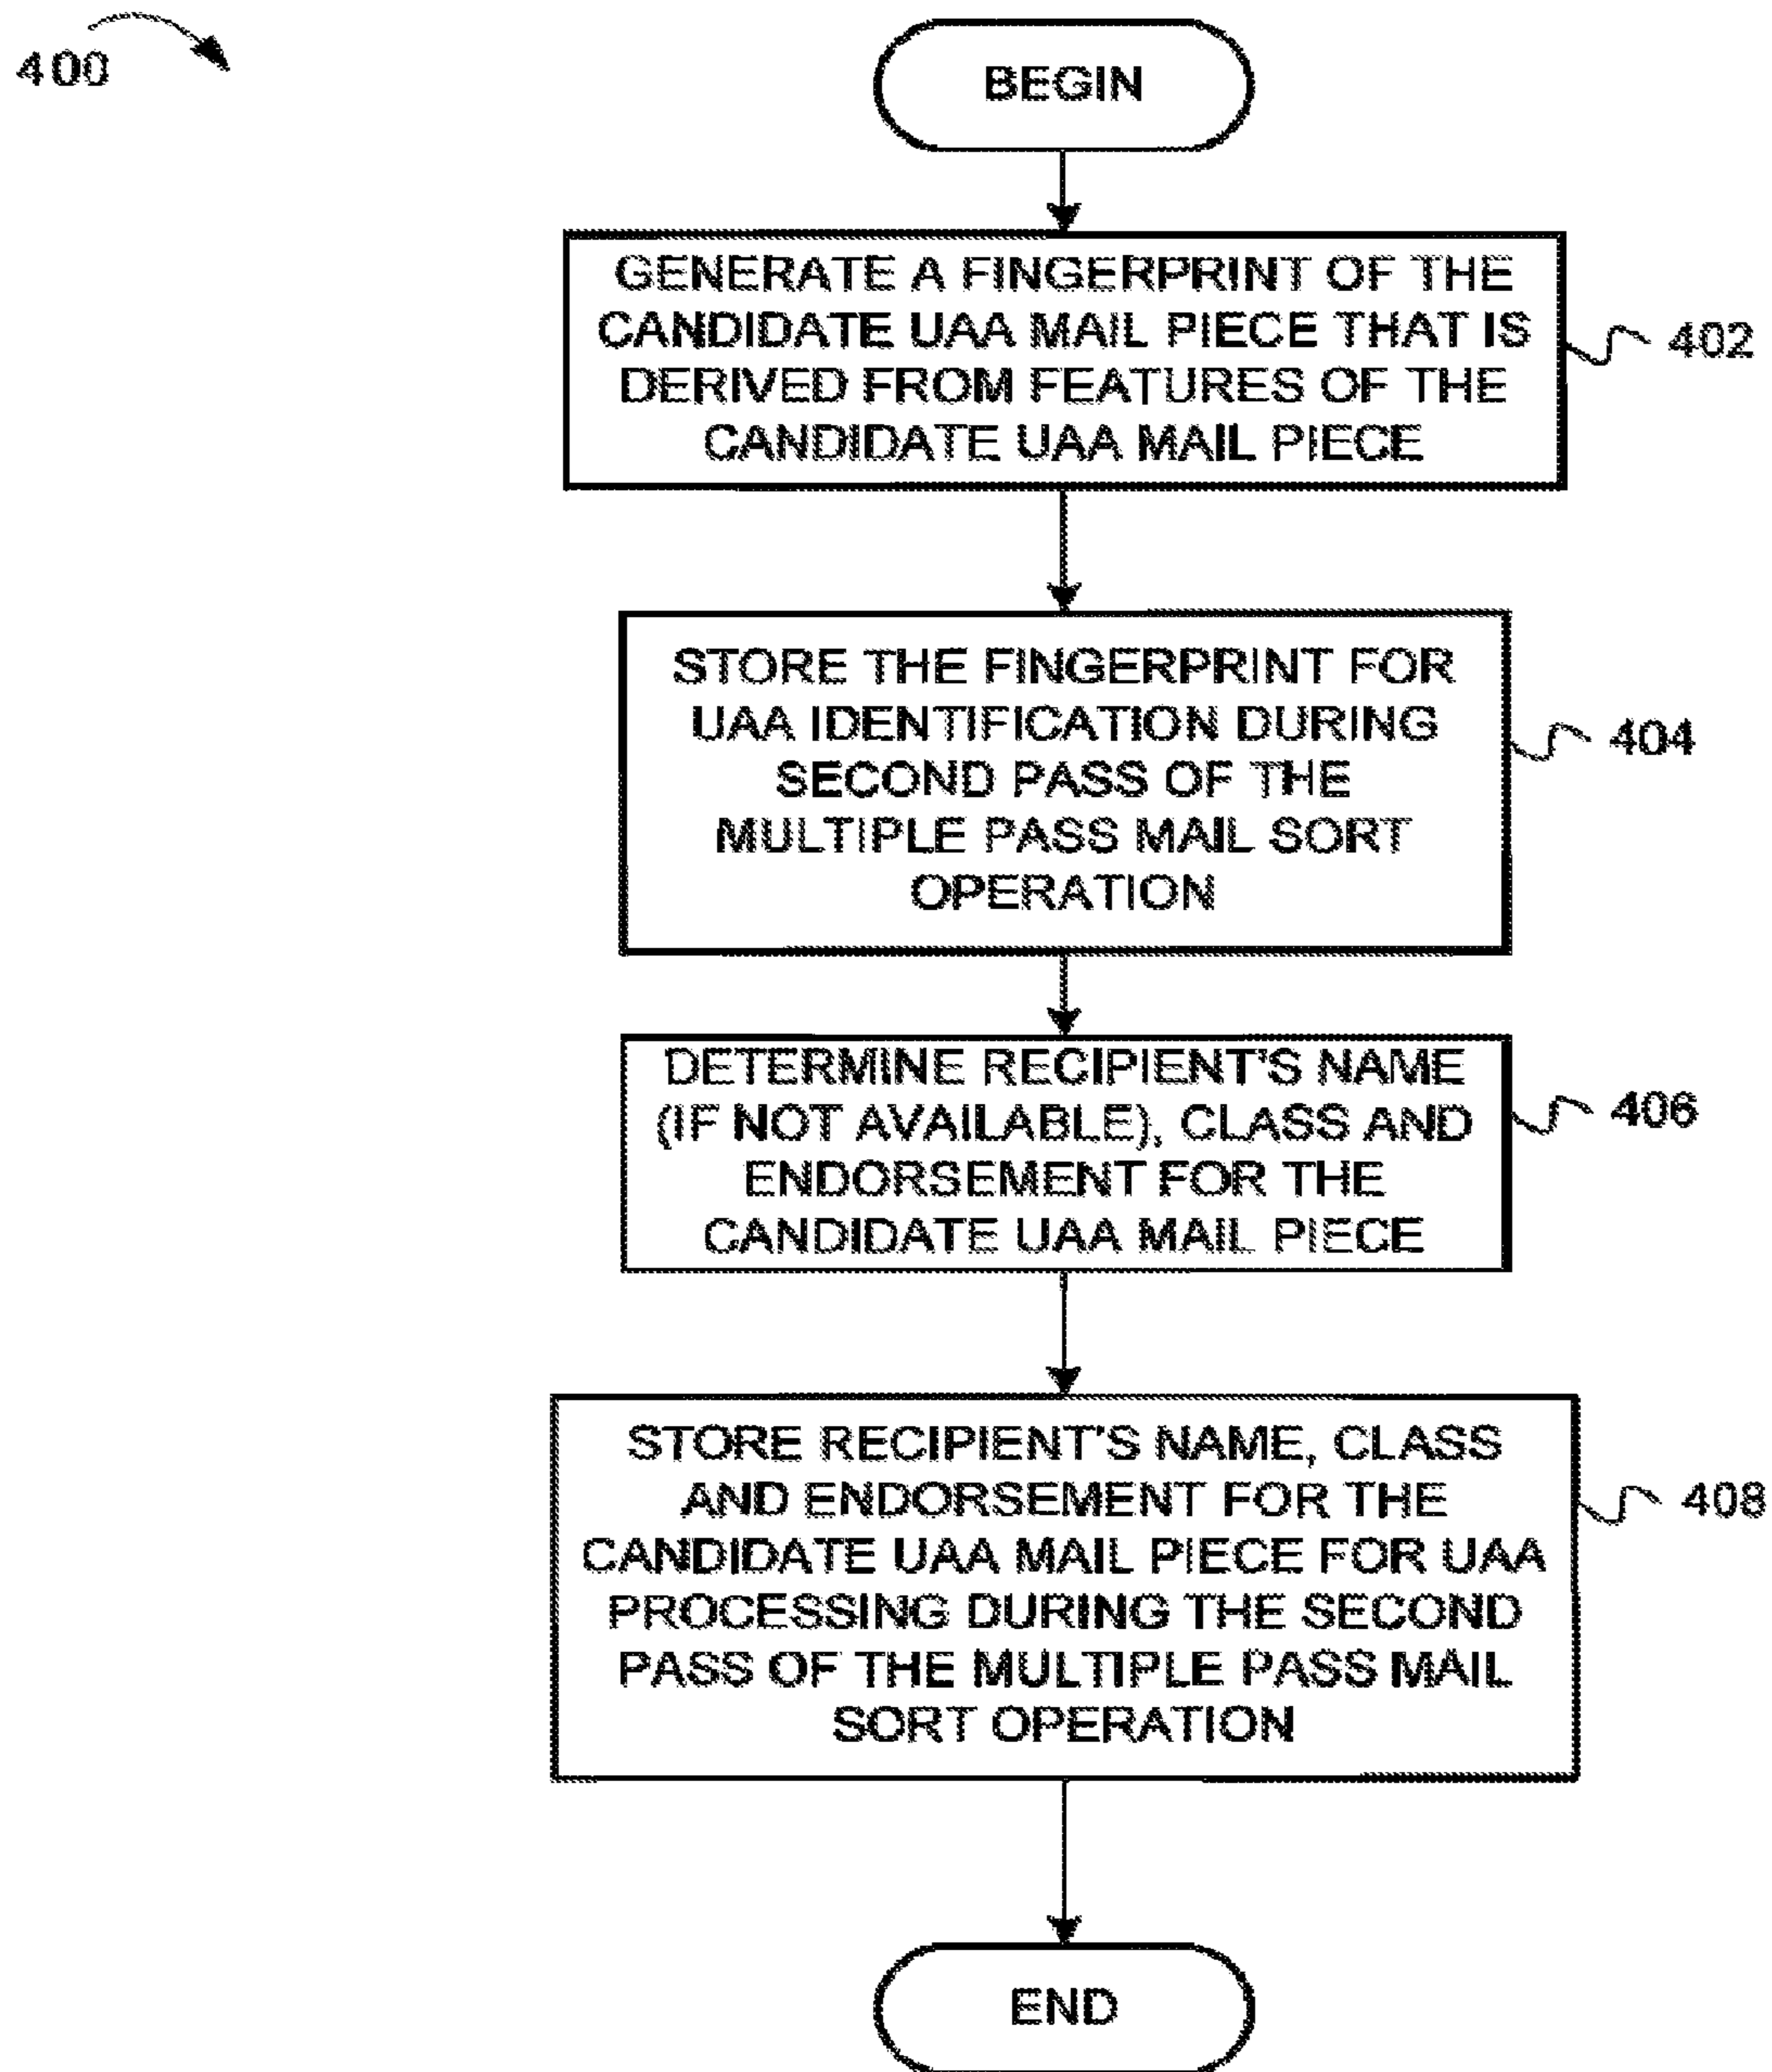 400
BEGIN
GENERATE A FINGERPRINT OF THE
CANDIDATE UAA MAIL PIECE THAT IS
DERIVED FROM FEATURES OF THE
CANDIDATE UAA MAIL PIECE
402
STORE THE FINGERPRINT FOR
UAA IDENTIFICATION DURING
SECOND PASS OF THE
MULTIPLE PASS MAIL SORT
OPERATION
404
DETERMINE RECIPIENT'S NAME
(IF NOT AVAILABLE), CLASS AND
ENDORSEMENT FOR THE
CANDIDATE UAA MAIL PIECE
406
STORE RECIPIENT'S NAME, CLASS
AND ENDORSEMENT FOR THE
CANDIDATE UAA MAIL PIECE FOR UAA
PROCESSING DURING THE SECOND
PASS OF THE MULTIPLE PASS MAIL
SORT OPERATION
408
END